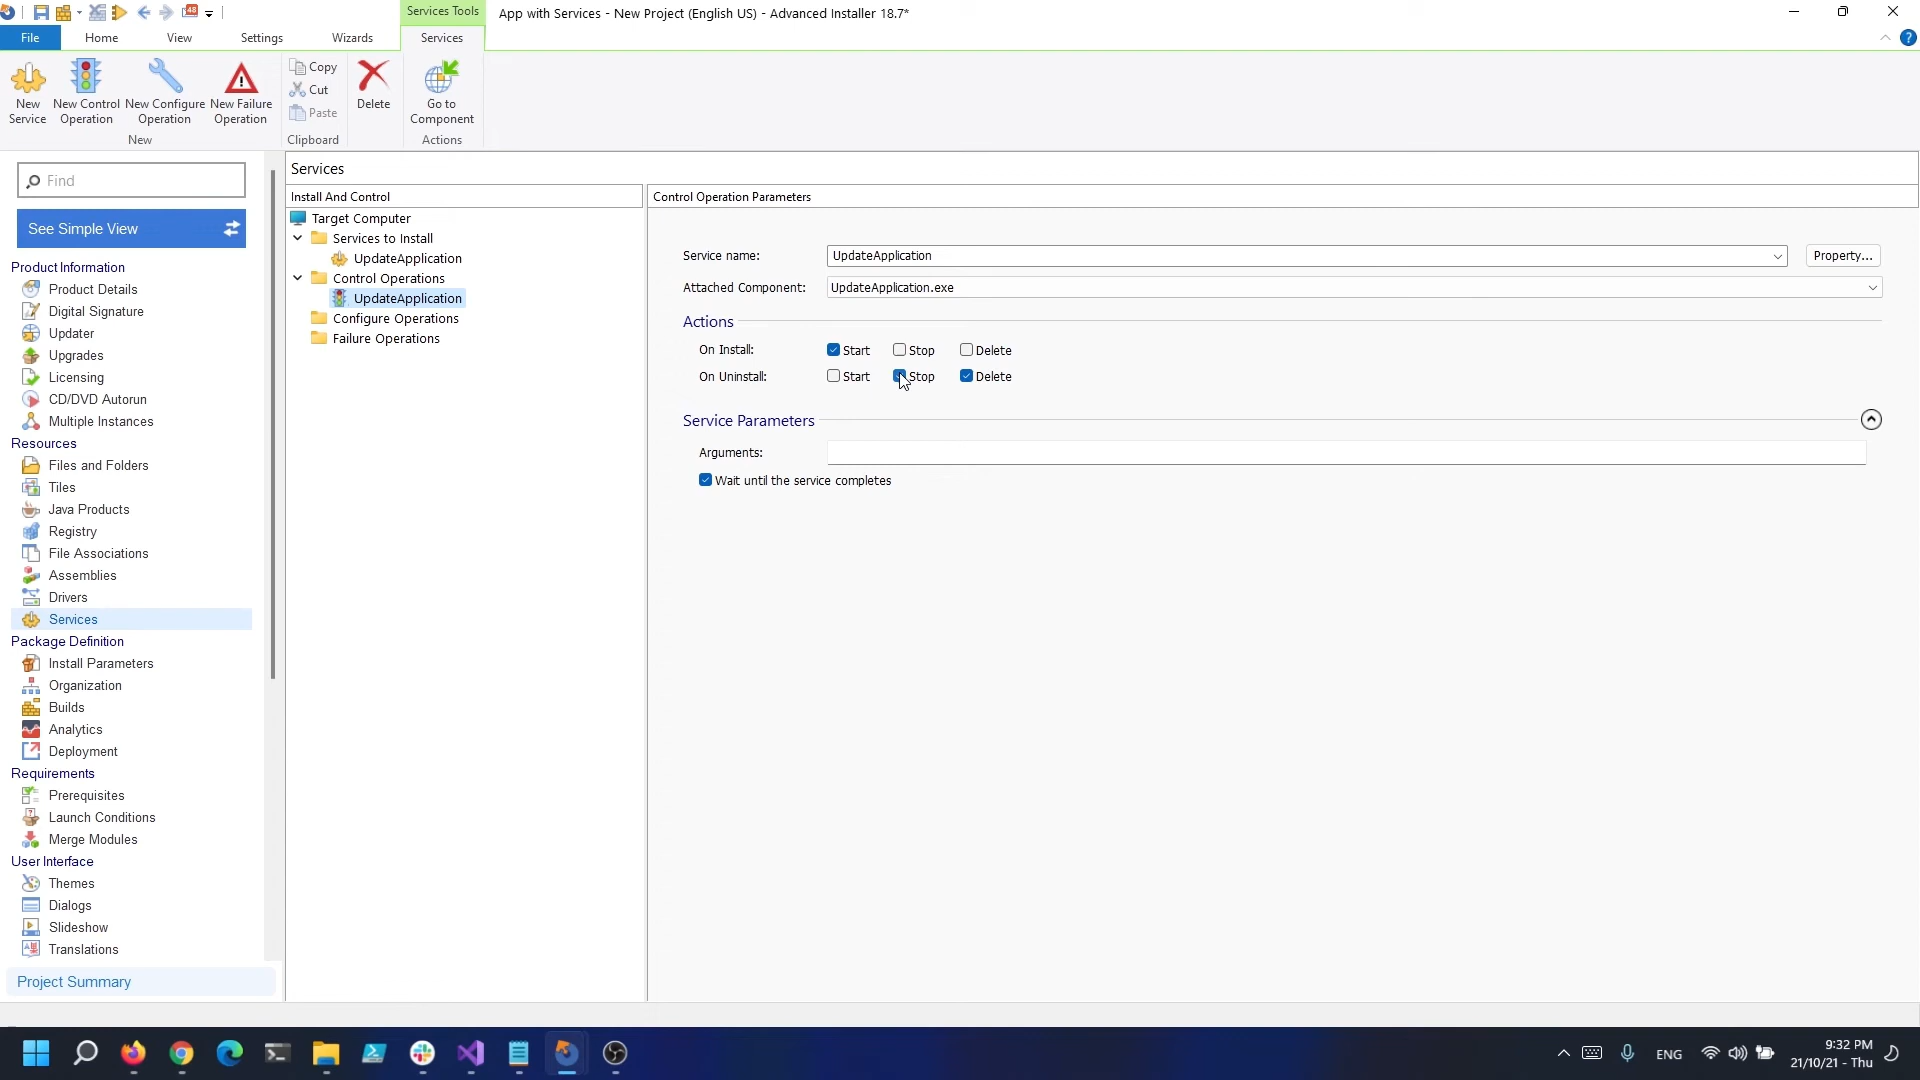 Services Tools
App with Services - New Project (English US) - Advanced Installer 18.7*
File
Home
View
Settings
Wizards
Services
New Service
New Control Operation
New Configure Operation
New Failure Operation
New
Copy
Cut
Paste
Clipboard
Delete
Go to Component
Actions
Find
See Simple View
Product Information
Product Details
Digital Signature
Updater
Upgrades
Licensing
CD/DVD Autorun
Multiple Instances
Resources
Files and Folders
Tiles
Java Products
Registry
File Associations
Assemblies
Drivers
Services
Package Definition
Install Parameters
Organization
Builds
Analytics
Deployment
Requirements
Prerequisites
Launch Conditions
Merge Modules
User Interface
Themes
Dialogs
Slideshow
Translations
Project Summary
Services
Install And Control
Target Computer
Services to Install
UpdateApplication
Control Operations
UpdateApplication
Configure Operations
Failure Operations
Control Operation Parameters
Service name: UpdateApplication Property...
Attached Component: UpdateApplication.exe
Actions
On Install: Start Stop Delete
On Uninstall: Start Stop Delete
Service Parameters
Arguments:
Wait until the service completes
ENG
9:32 PM
21/10/21 - Thu